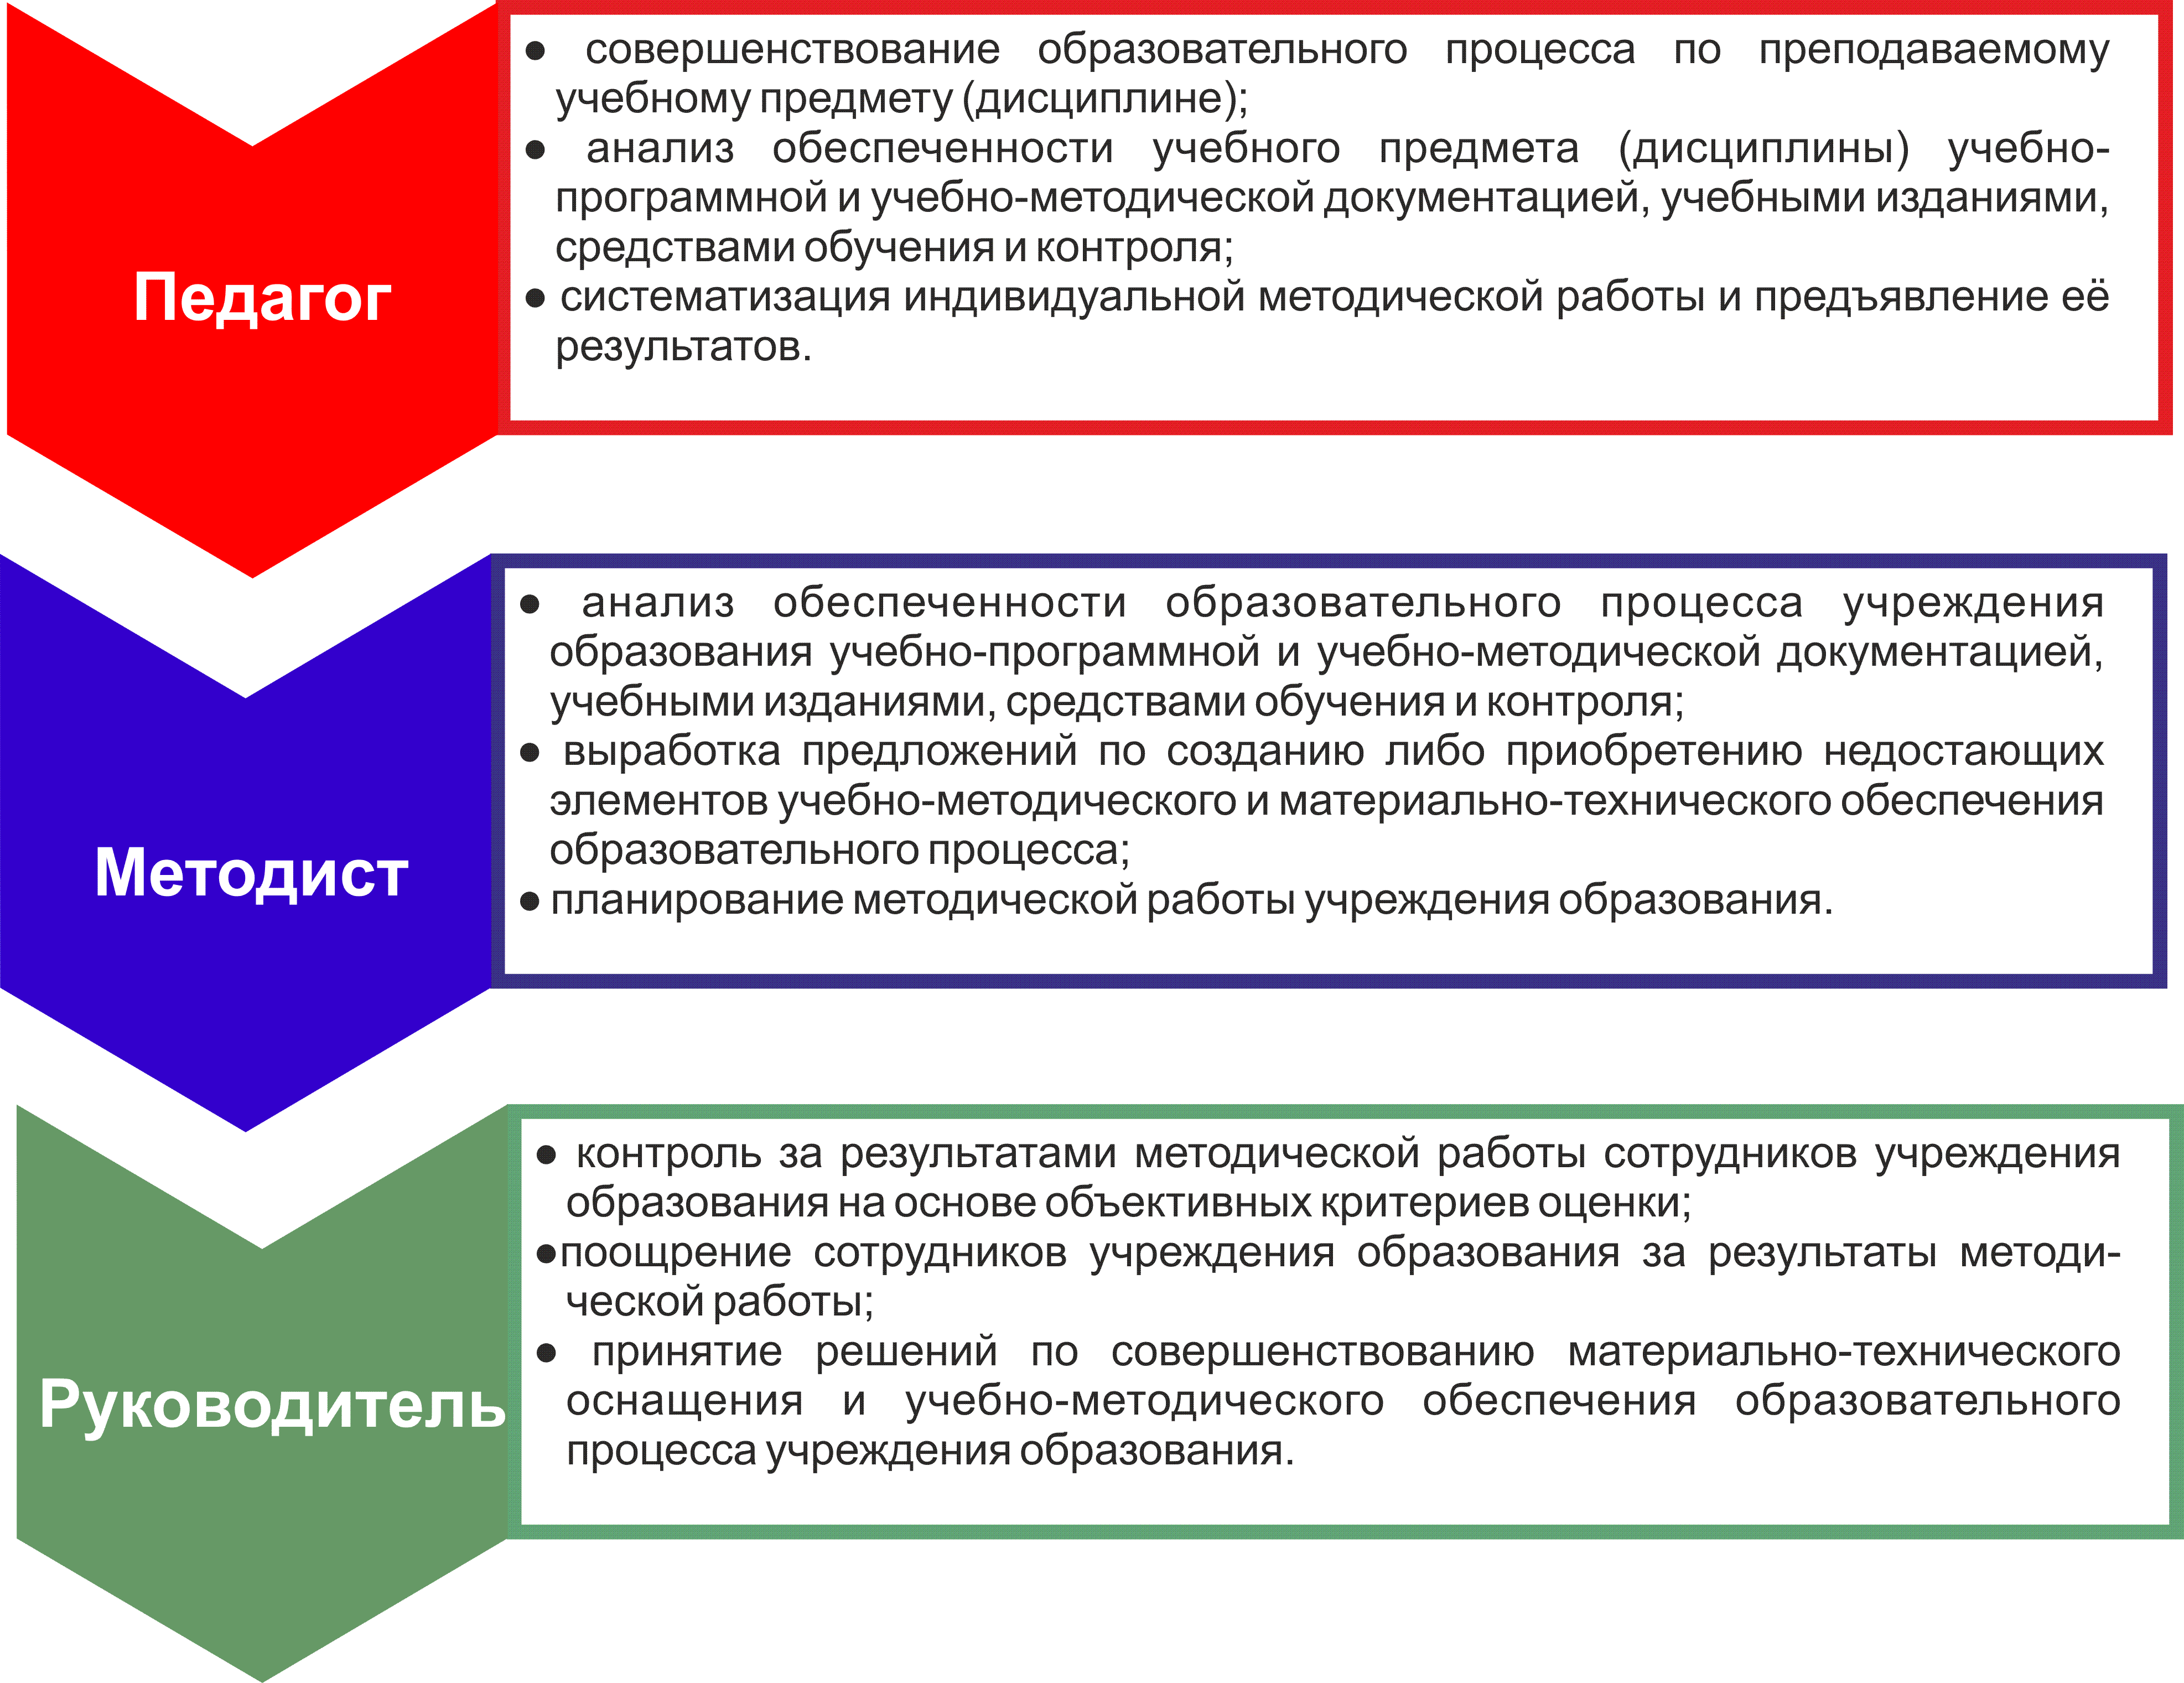 Педагог
● совершенствование образовательного процесса по преподаваемому
учебному предмету (дисциплине);
● анализ обеспеченности учебного предмета (дисциплины) учебно-
программной и учебно-методической документацией, учебными изданиями,
средствами обучения и контроля;
● систематизация индивидуальной методической работы и предъявление её
результатов.
Методист
● анализ обеспеченности образовательного процесса учреждения
образования учебно-программной и учебно-методической документацией,
учебными изданиями, средствами обучения и контроля;
● выработка предложений по созданию либо приобретению недостающих
элементов учебно-методического и материально-технического обеспечения
образовательного процесса;
● планирование методической работы учреждения образования.
Руководитель
● контроль за результатами методической работы сотрудников учреждения
образования на основе объективных критериев оценки;
●поощрение сотрудников учреждения образования за результаты методи-
ческой работы;
● принятие решений по совершенствованию материально-технического
оснащения и учебно-методического обеспечения образовательного
процесса учреждения образования.